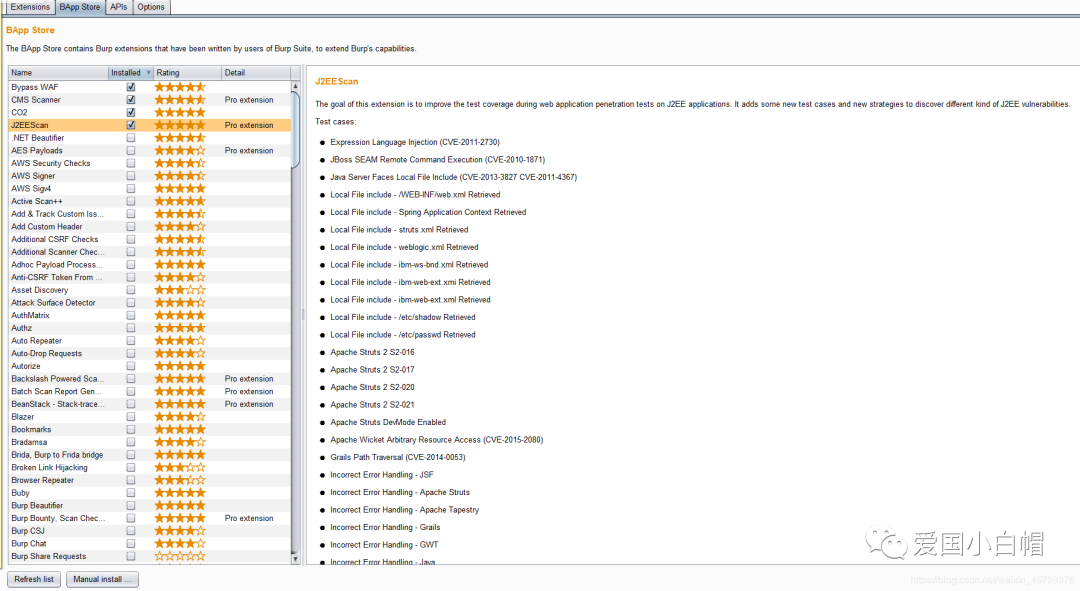 Extensions BApp Store APIs Options
BApp Store
The BApp Store contains Burp extensions that have been written by users of Burp Suite, to extend Burp's capabilities.
Name Installed Rating Detail
Bypass WAF
CMS Scanner Pro extension
CO2
J2EEScan Pro extension
.NET Beautifier
AES Payloads Pro extension
AWS Security Checks
AWS Signer
AWS Sigv4
Active Scan++
Add & Track Custom Iss...
Add Custom Header
Additional CSRF Checks
Additional Scanner Chec...
Adhoc Payload Process...
Anti-CSRF Token From ...
Asset Discovery
Attack Surface Detector
AuthMatrix
Authz
Auto Repeater
Auto-Drop Requests
Autorize
Backslash Powered Sca... Pro extension
Batch Scan Report Gen... Pro extension
BeanStack - Stack-trace... Pro extension
Blazer
Bookmarks
Bradamsa
Brida, Burp to Frida bridge
Broken Link Hijacking
Browser Repeater
Buby
Burp Beautifier
Burp Bounty, Scan Chec... Pro extension
Burp CSJ
Burp Chat
Burp Share Requests
Refresh list Manual install ...
J2EEScan
The goal of this extension is to improve the test coverage during web application penetration tests on J2EE applications. It adds some new test cases and new strategies to discover different kind of J2EE vulnerabilities.
Test cases:
Expression Language Injection (CVE-2011-2730)
JBoss SEAM Remote Command Execution (CVE-2010-1871)
Java Server Faces Local File Include (CVE-2013-3827 CVE-2011-4367)
Local File include - /WEB-INF/web.xml Retrieved
Local File include - Spring Application Context Retrieved
Local File include - struts.xml Retrieved
Local File include - weblogic.xml Retrieved
Local File include - ibm-ws-bnd.xml Retrieved
Local File include - ibm-web-ext.xmi Retrieved
Local File include - ibm-web-ext.xml Retrieved
Local File include - /etc/shadow Retrieved
Local File include - /etc/passwd Retrieved
Apache Struts 2 S2-016
Apache Struts 2 S2-017
Apache Struts 2 S2-020
Apache Struts 2 S2-021
Apache Struts DevMode Enabled
Apache Wicket Arbitrary Resource Access (CVE-2015-2080)
Grails Path Traversal (CVE-2014-0053)
Incorrect Error Handling - JSF
Incorrect Error Handling - Apache Struts
Incorrect Error Handling - Apache Tapestry
Incorrect Error Handling - Grails
Incorrect Error Handling - GWT
Incorrect Error Handling - Java
爱国小白帽